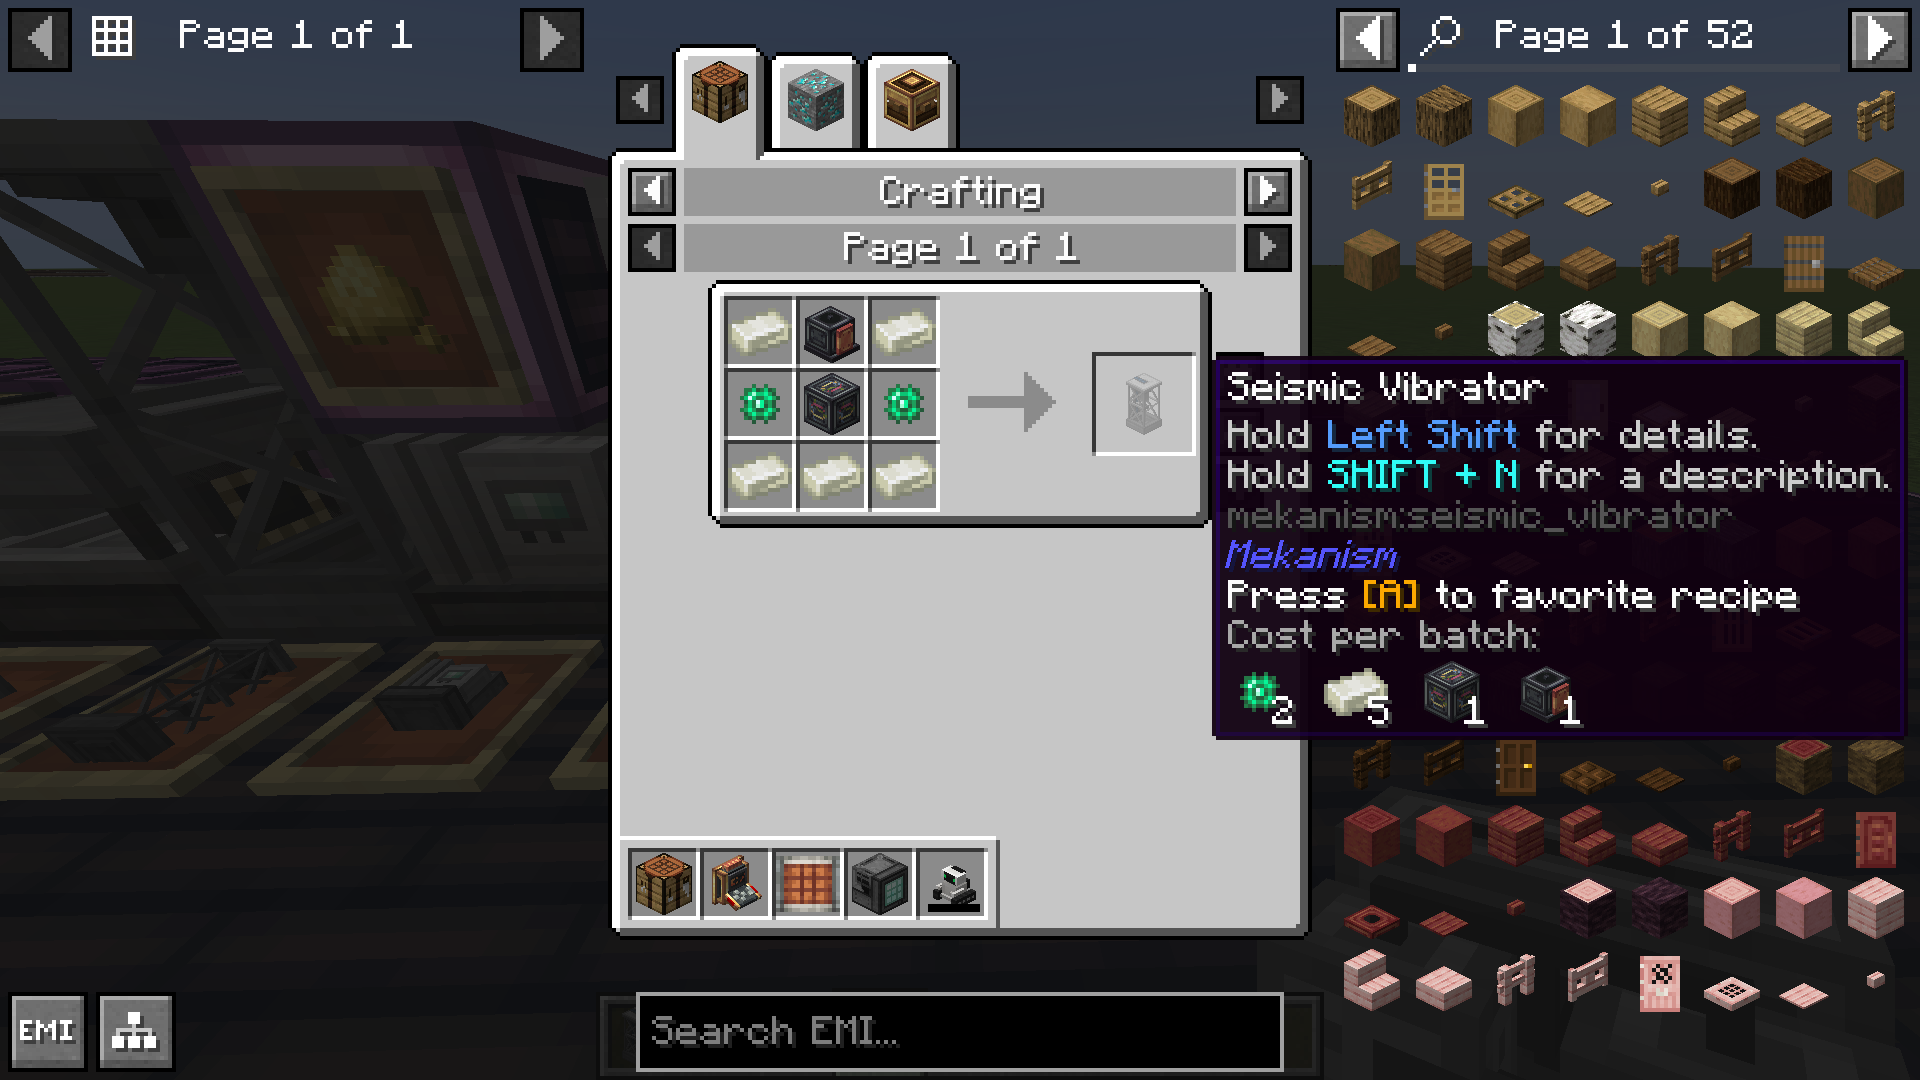 Page 1 of 1
Page 1 of 52
Crafting
Page 1 of 1
Seismic Vibrator
Hold Left Shift for details.
Hold SHIFT + N for a description.
mekanism:seismic_vibrator
Mekanism
Press [A] to favorite recipe
Cost per batch:
2 5 1 1
EMI
Search EMI...